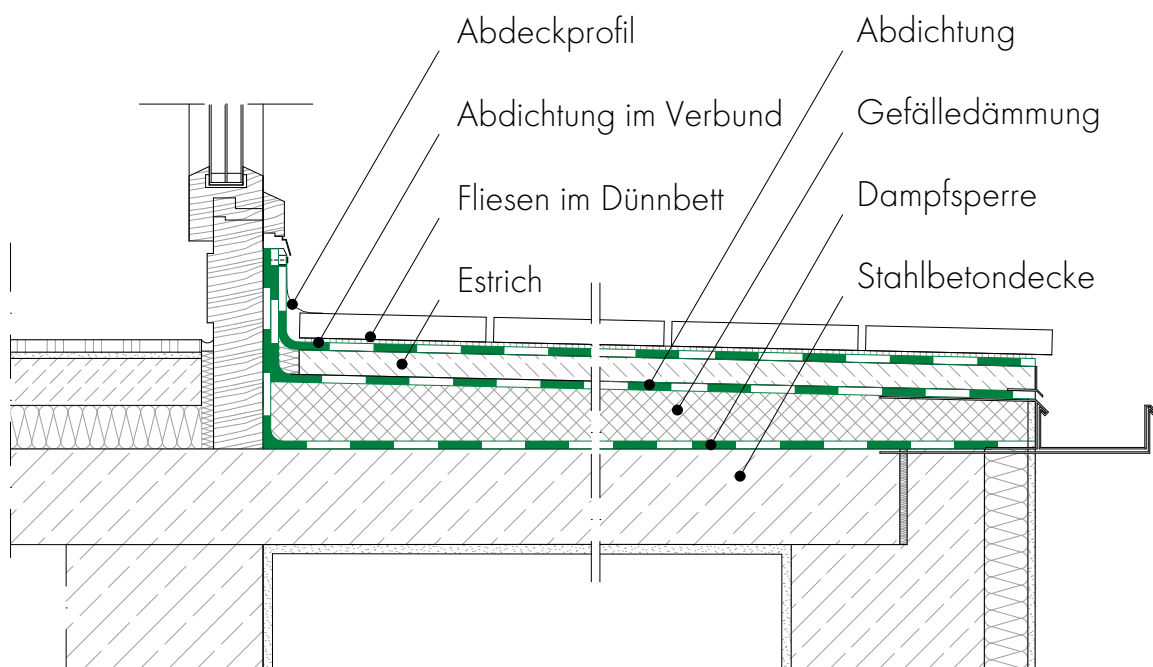 Abdeckprofil
Abdichtung im Verbund
Fliesen im Dünnbett
Estrich
Abdichtung
Gefälledämmung
Dampfsperre
Stahlbetondecke